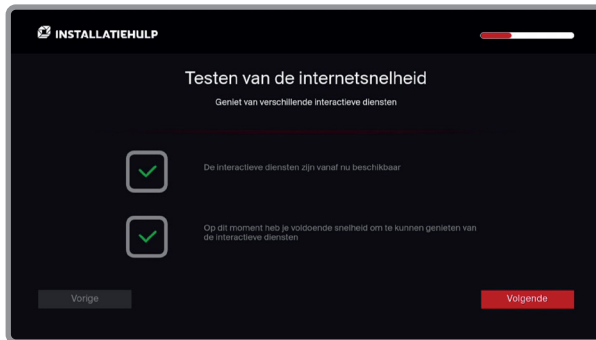 INSTALLATIEHULP
Testen van de internetsnelheid
Geniet van verschillende interactieve diensten
De interactieve diensten zijn vanaf nu beschikbaar
Op dit moment heb je voldoende snelheid om te kunnen genieten van
de interactieve diensten
Vorige
Volgende